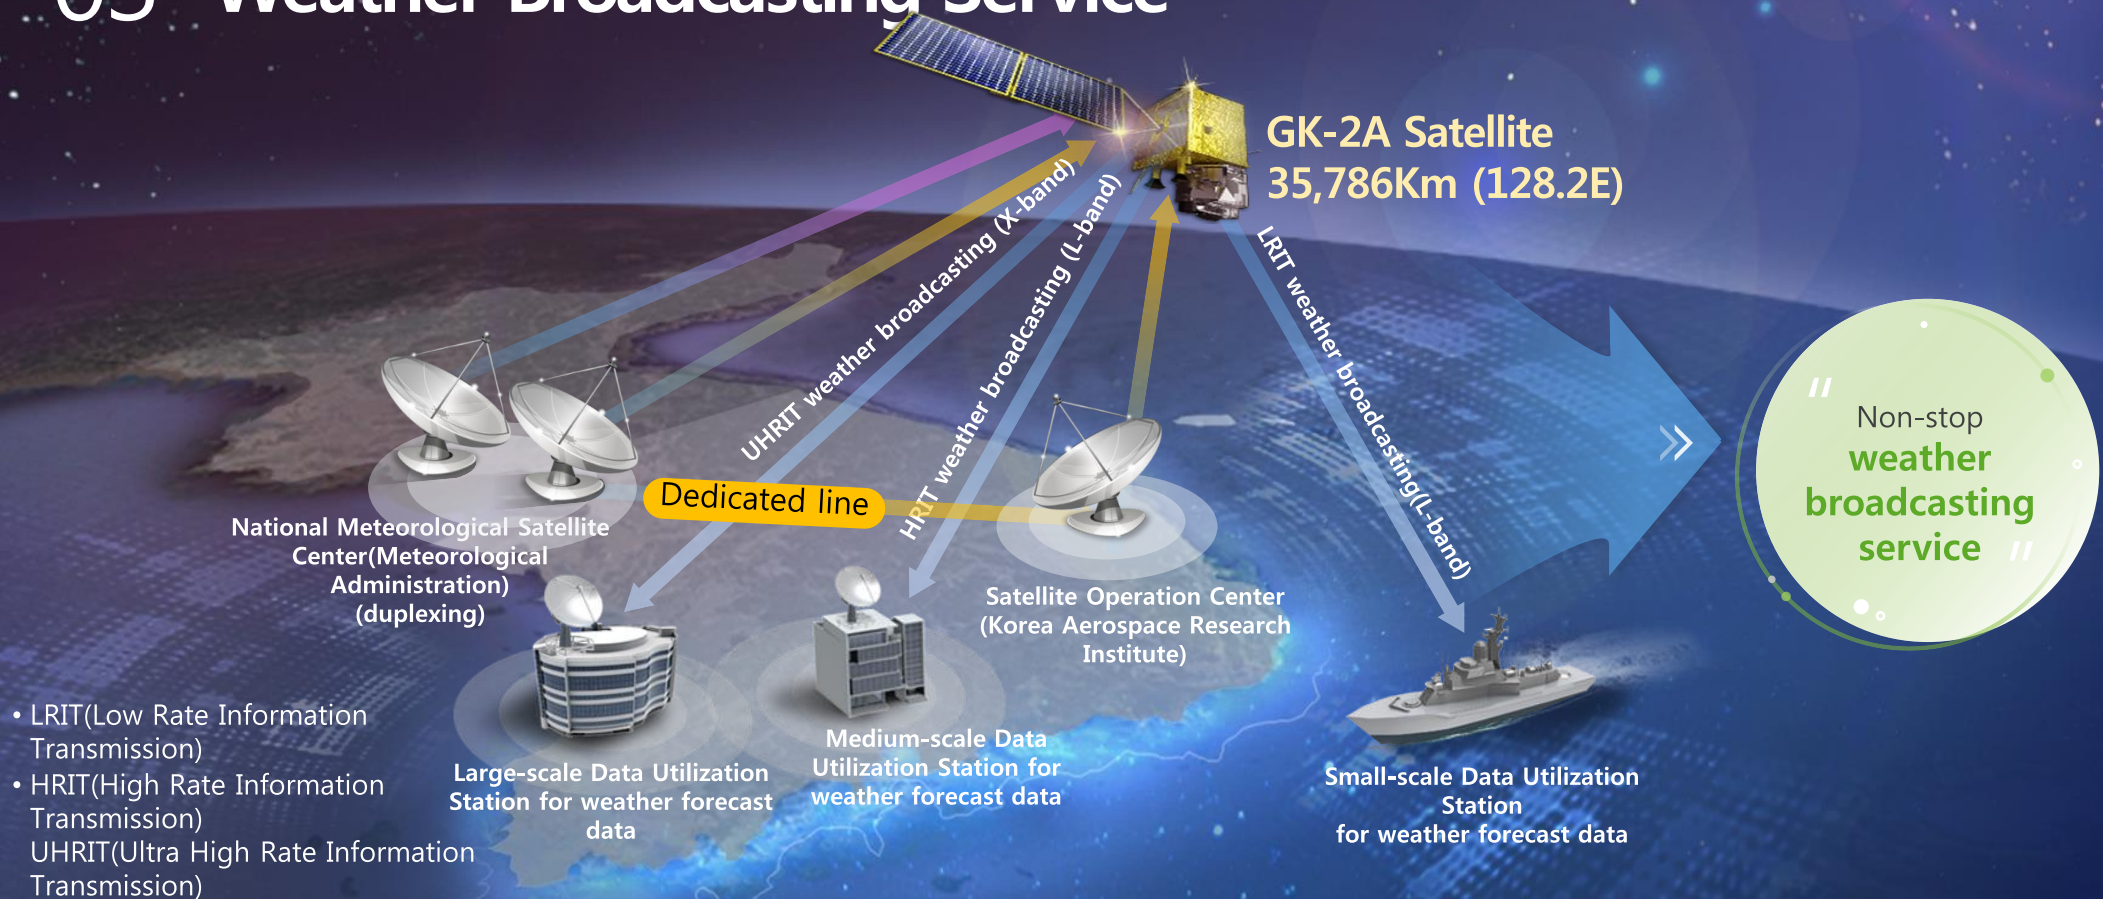 03 Weather Broadcasting Service
GK-2A Satellite
35,786Km (128.2E)
UHRIT weather broadcasting (X-band)
HRIT weather broadcasting (L-band)
LRIT weather broadcasting(L-band)
Dedicated line
National Meteorological Satellite
Center(Meteorological
Administration)
(duplexing)
Satellite Operation Center
(Korea Aerospace Research
Institute)
Large-scale Data Utilization
Station for weather forecast
data
Medium-scale Data
Utilization Station for
weather forecast data
Small-scale Data Utilization
Station
for weather forecast data
"
Non-stop
weather
broadcasting
service "
• LRIT(Low Rate Information
Transmission)
• HRIT(High Rate Information
Transmission)
UHRIT(Ultra High Rate Information
Transmission)